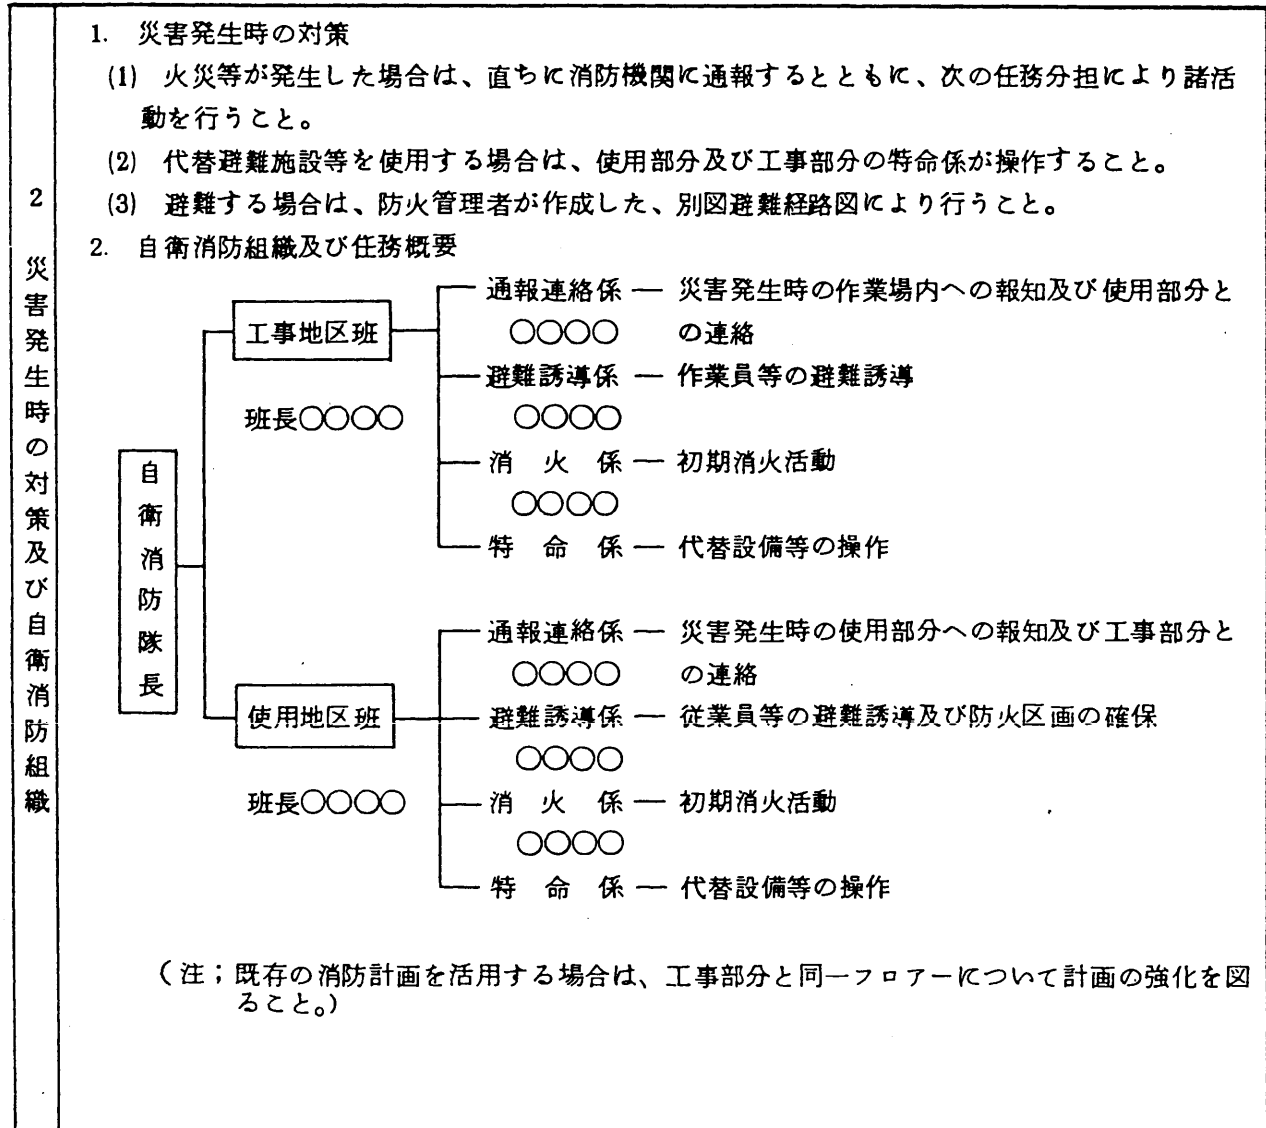 2 災害発生時の対策及び自衛消防組織
1. 災害発生時の対策
(1) 火災等が発生した場合は、直ちに消防機関に通報するとともに、次の任務分担により諸活
動を行うこと。
(2) 代替避難施設等を使用する場合は、使用部分及び工事部分の特命係が操作すること。
(3) 避難する場合は、防火管理者が作成した、別図避難経路図により行うこと。
2. 自衛消防組織及び任務概要
自衛消防隊長
工事地区班
班長〇〇〇〇
通報連絡係 ― 災害発生時の作業場内への報知及び使用部分と
〇〇〇〇 の連絡
避難誘導係 ― 作業員等の避難誘導
〇〇〇〇
消火係 ― 初期消火活動
〇〇〇〇
特命係 ― 代替設備等の操作
使用地区班
班長〇〇〇〇
通報連絡係 ― 災害発生時の使用部分への報知及び工事部分と
〇〇〇〇 の連絡
避難誘導係 ― 従業員等の避難誘導及び防火区画の確保
〇〇〇〇
消火係 ― 初期消火活動
〇〇〇〇
特命係 ― 代替設備等の操作
(注;既存の消防計画を活用する場合は、工事部分と同一フロアーについて計画の強化を図
ること。)